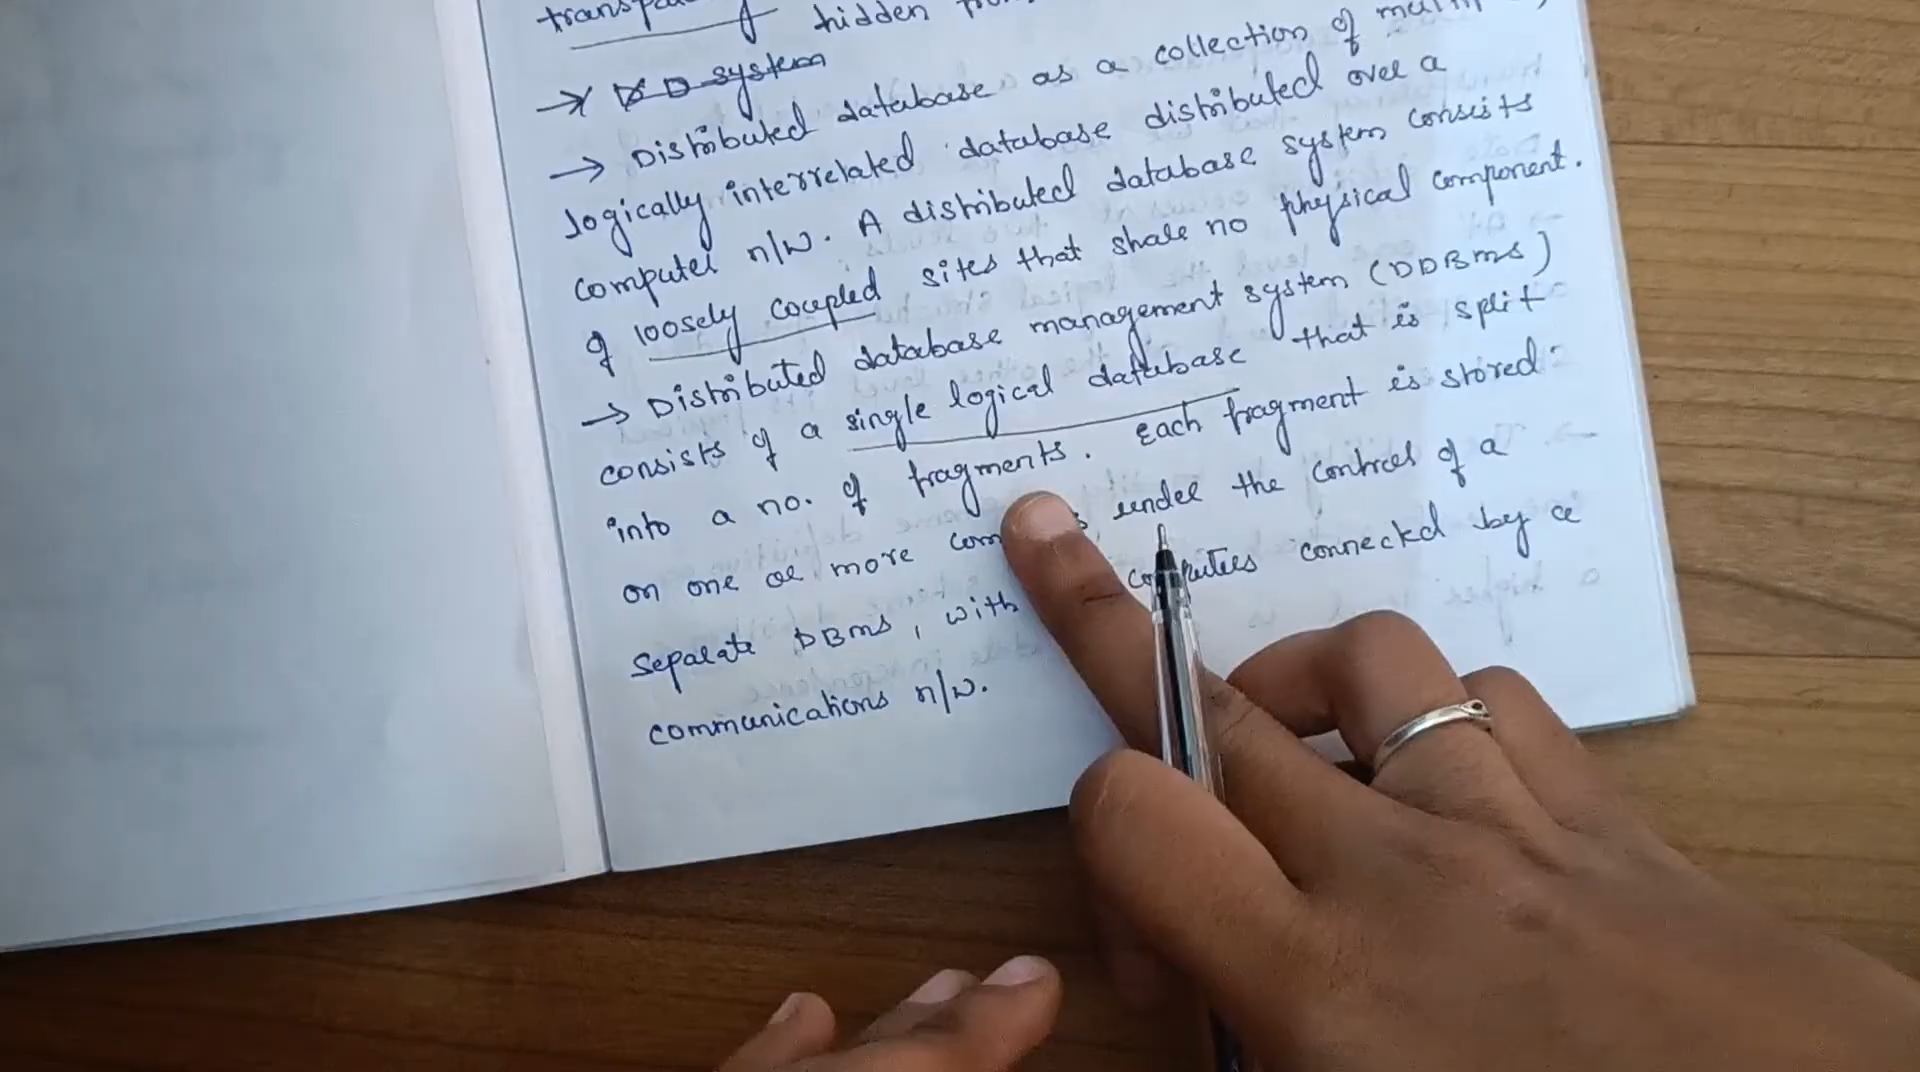 hidden
system
→ Distributed database as a collection of
logically interrelated database distributed over a
computer n/w. A distributed database system consists
of loosely coupled sites that share no physical component.
→ Distributed database management system (DDBMS)
consists of a single logical database that is split
into a no. of fragments. Each fragment is stored
on one or more under the control of a
separate DBMS, with connected by a
communications n/w.